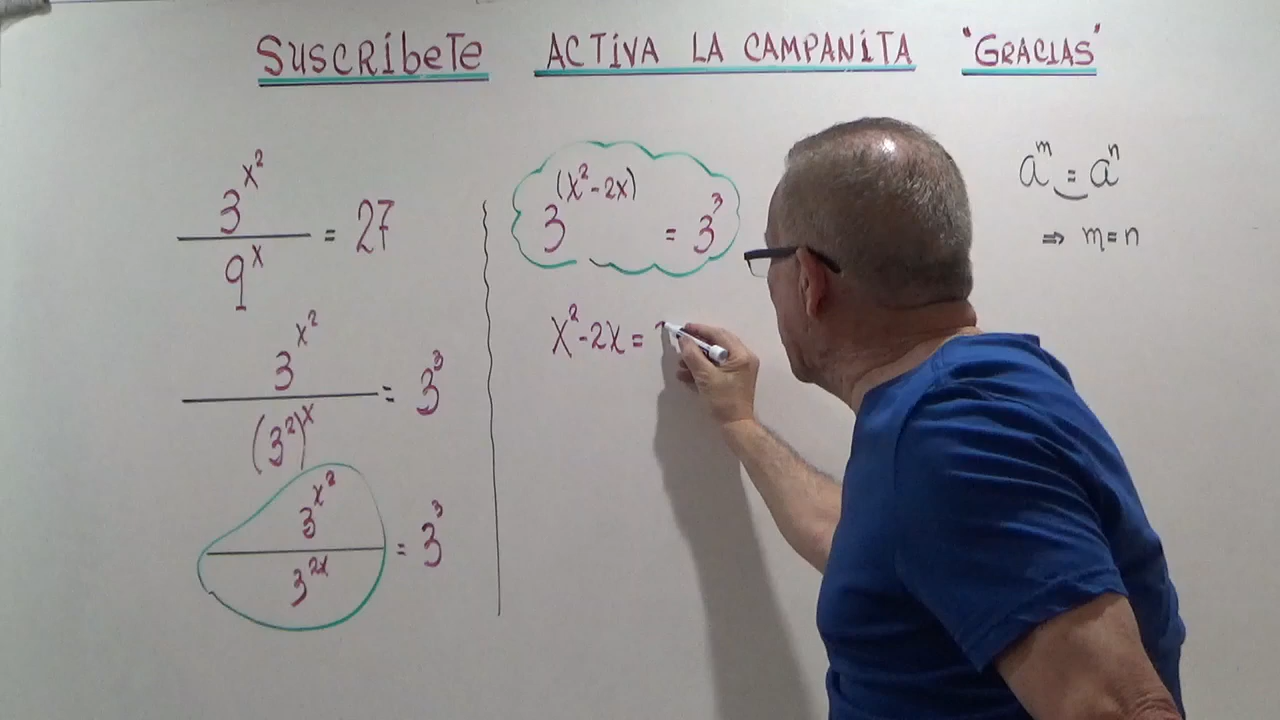 SUSCRÍBETE ACTIVA LA CAMPANITA "GRACIAS"
3^x² / 9^x = 27
3^x² / (3²)^x = 3³
3^x² / 3^2x = 3³
3^(x²-2x) = 3³
x²-2x =
a^m = a^n
⇒ m=n